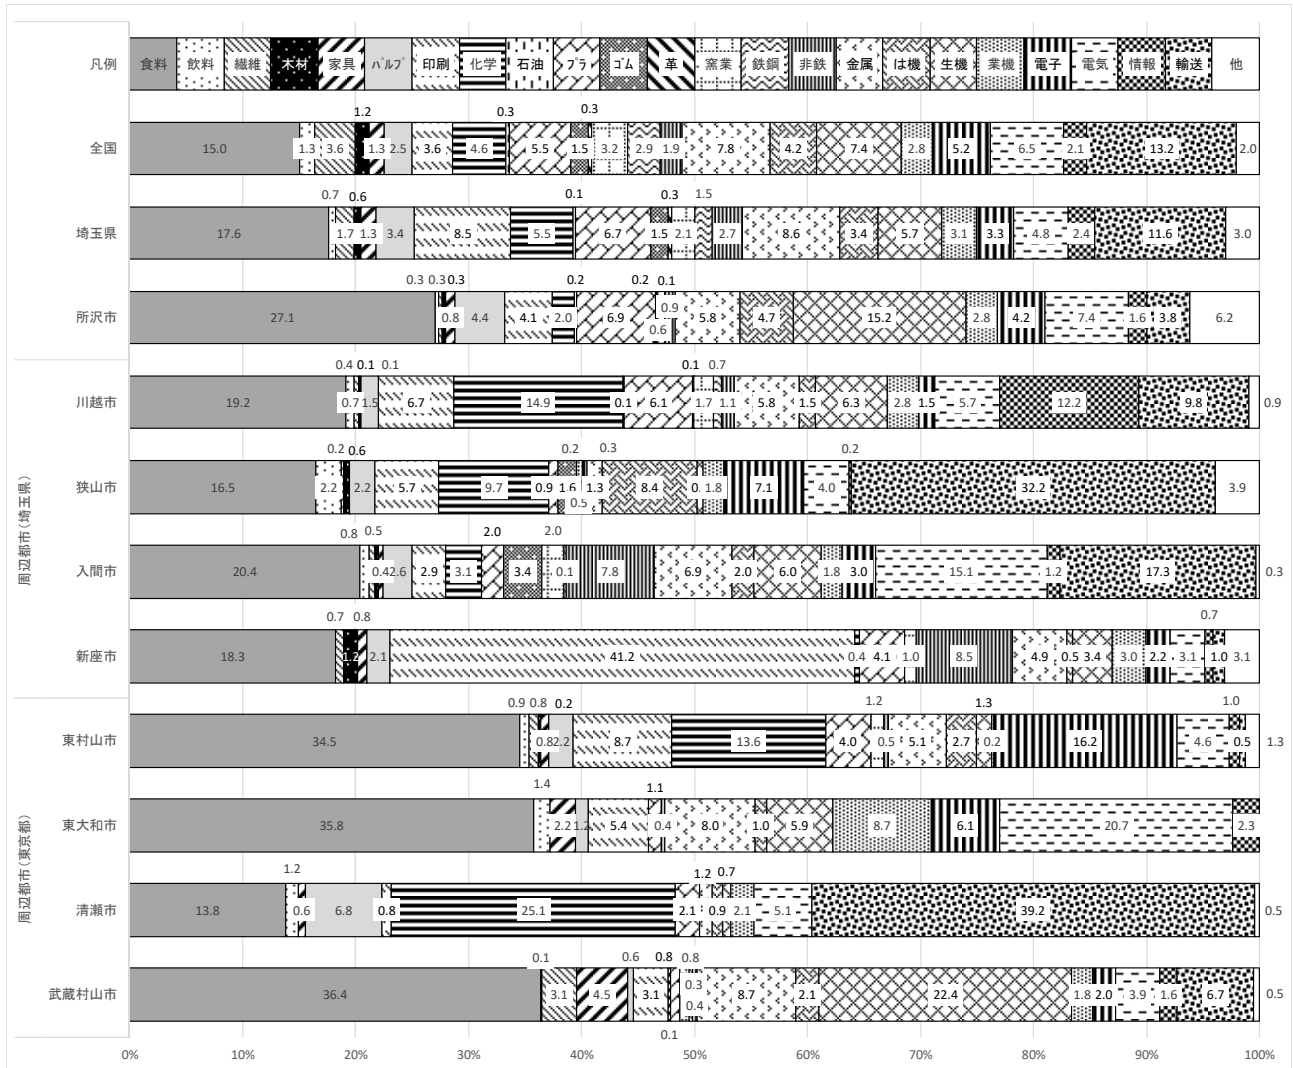 凡例 食料 飲料 繊維 木材 家具 パルプ 印刷 化学 石油 プラ ゴム 革 窯業 鉄鋼 非鉄 金属 は機 生機 業機 電子 電気 情報 輸送 他
1.2 0.3 0.3
全国 15.0 1.3 3.6 1.3 2.5 3.6 4.6 5.5 1.5 3.2 2.9 1.9 7.8 4.2 7.4 2.8 5.2 6.5 2.1 13.2 2.0
0.7 0.6 0.1 0.3 1.5
埼玉県 17.6 1.7 1.3 3.4 8.5 5.5 6.7 1.5 2.1 2.7 8.6 3.4 5.7 3.1 3.3 4.8 2.4 11.6 3.0
0.3 0.3 0.3 0.2 0.2 0.1
所沢市 27.1 0.8 4.4 4.1 2.0 6.9 0.6 0.9 5.8 4.7 15.2 2.8 4.2 7.4 1.6 3.8 6.2
周辺都市(埼玉県)
0.4 0.1 0.1 0.1 0.7
川越市 19.2 0.7 1.5 6.7 14.9 0.1 6.1 1.7 1.1 5.8 1.5 6.3 2.8 1.5 5.7 12.2 9.8 0.9
0.2 0.6 0.2 0.3 0.2
狭山市 16.5 2.2 2.2 5.7 9.7 0.9 1.6 0.5 1.3 8.4 1.8 7.1 4.0 32.2 3.9
0.8 0.5 2.0 2.0
入間市 20.4 0.4 2.6 2.9 3.1 3.4 0.1 7.8 6.9 2.0 6.0 1.8 3.0 15.1 1.2 17.3 0.3
0.7 0.8 0.7
新座市 18.3 1.2 2.1 41.2 0.4 4.1 1.0 8.5 4.9 0.5 3.4 3.0 2.2 3.1 1.0 3.1
周辺都市(東京都)
0.9 0.8 0.2 1.2 1.3 1.0
東村山市 34.5 0.8 2.2 8.7 13.6 4.0 0.5 5.1 2.7 0.2 16.2 4.6 0.5 1.3
1.4 1.1
東大和市 35.8 2.2 1.2 5.4 0.4 8.0 1.0 5.9 8.7 6.1 20.7 2.3
1.2 1.2 0.7
清瀬市 13.8 0.6 6.8 0.8 25.1 2.1 0.9 2.1 5.1 39.2 0.5
0.1 0.6 0.8 0.8
武蔵村山市 36.4 3.1 4.5 3.1 0.3 0.4 8.7 2.1 22.4 1.8 2.0 3.9 1.6 6.7 0.5
0.1
0% 10% 20% 30% 40% 50% 60% 70% 80% 90% 100%